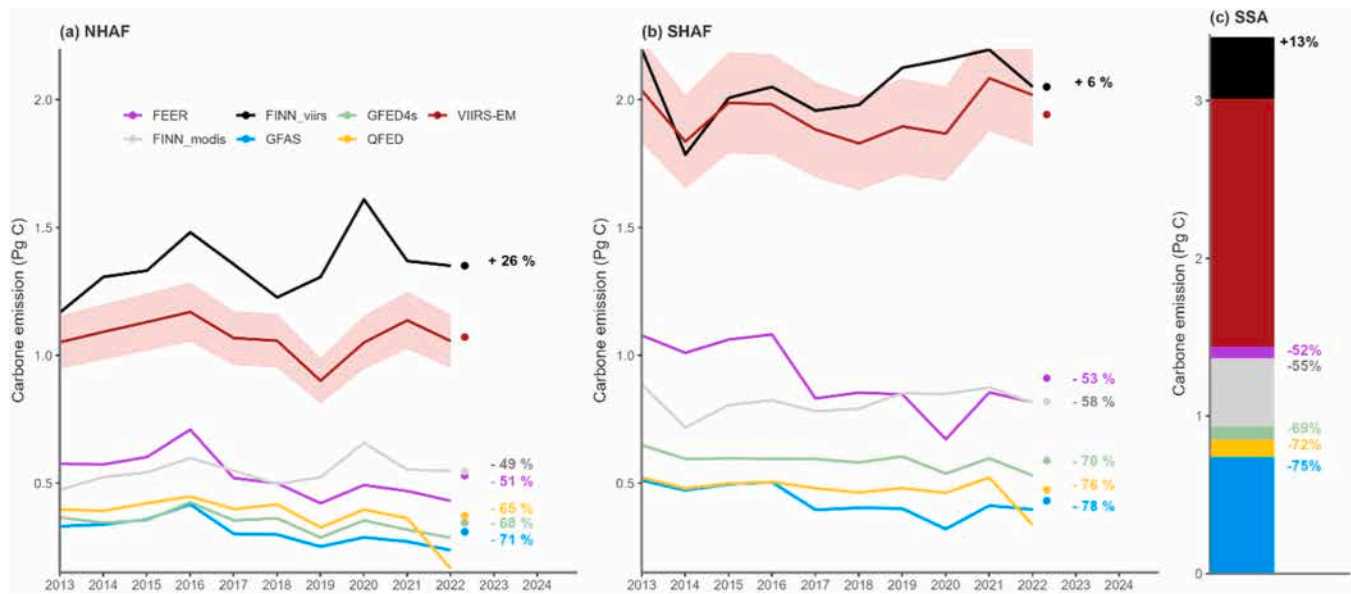 (a) NHAF
(b) SHAF
(c) SSA
Carbone emission (Pg C)
2.0
1.5
1.0
0.5
FEER
FINN_viirs
GFED4s
VIIRS-EM
FINN_modis
GFAS
QFED
+ 26 %
- 49 %
- 51 %
- 65 %
- 68 %
- 71 %
2013 2014 2015 2016 2017 2018 2019 2020 2021 2022 2023 2024
Carbone emission (Pg C)
2.0
1.5
1.0
0.5
+ 6 %
- 53 %
- 58 %
- 70 %
- 76 %
- 78 %
2013 2014 2015 2016 2017 2018 2019 2020 2021 2022 2023 2024
Carbone emission (Pg C)
3
2
1
0
+13%
-52%
-55%
-69%
-72%
-75%